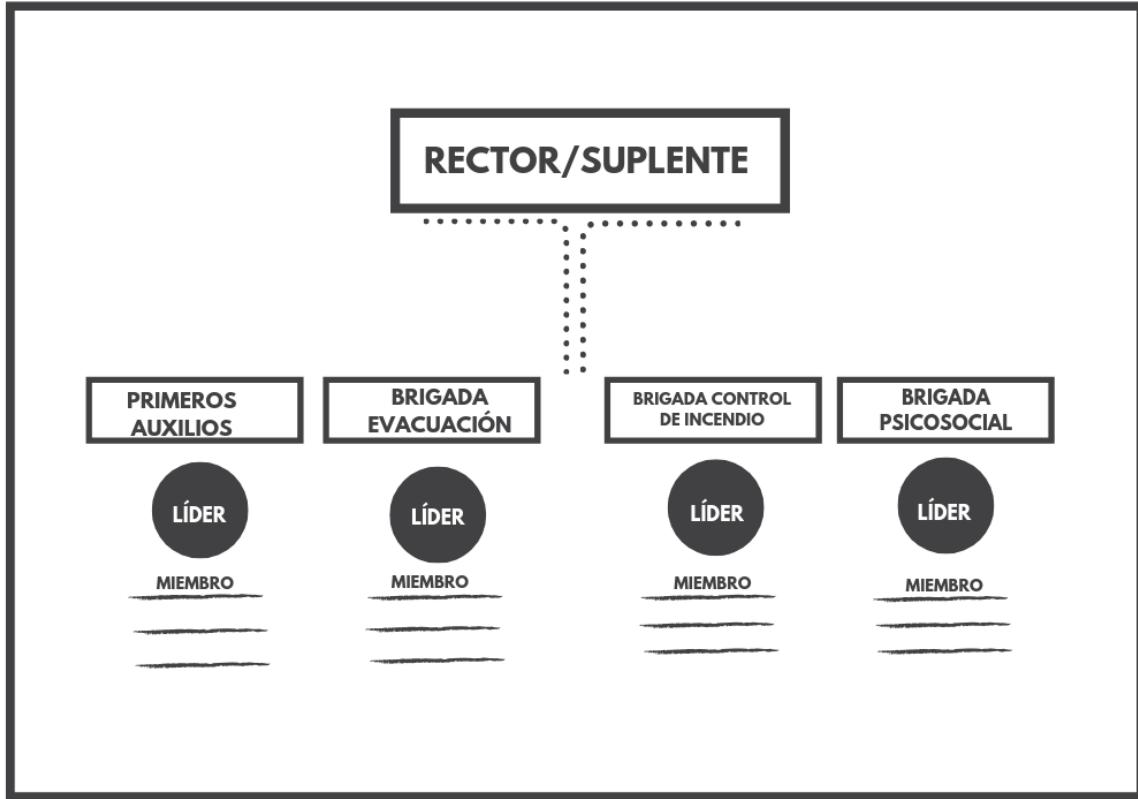 RECTOR/SUPLENTE
PRIMEROS
AUXILIOS
BRIGADA
EVACUACIÓN
BRIGADA CONTROL
DE INCENDIO
BRIGADA
PSICOSOCIAL
LÍDER
LÍDER
LÍDER
LÍDER
MIEMBRO
MIEMBRO
MIEMBRO
MIEMBRO